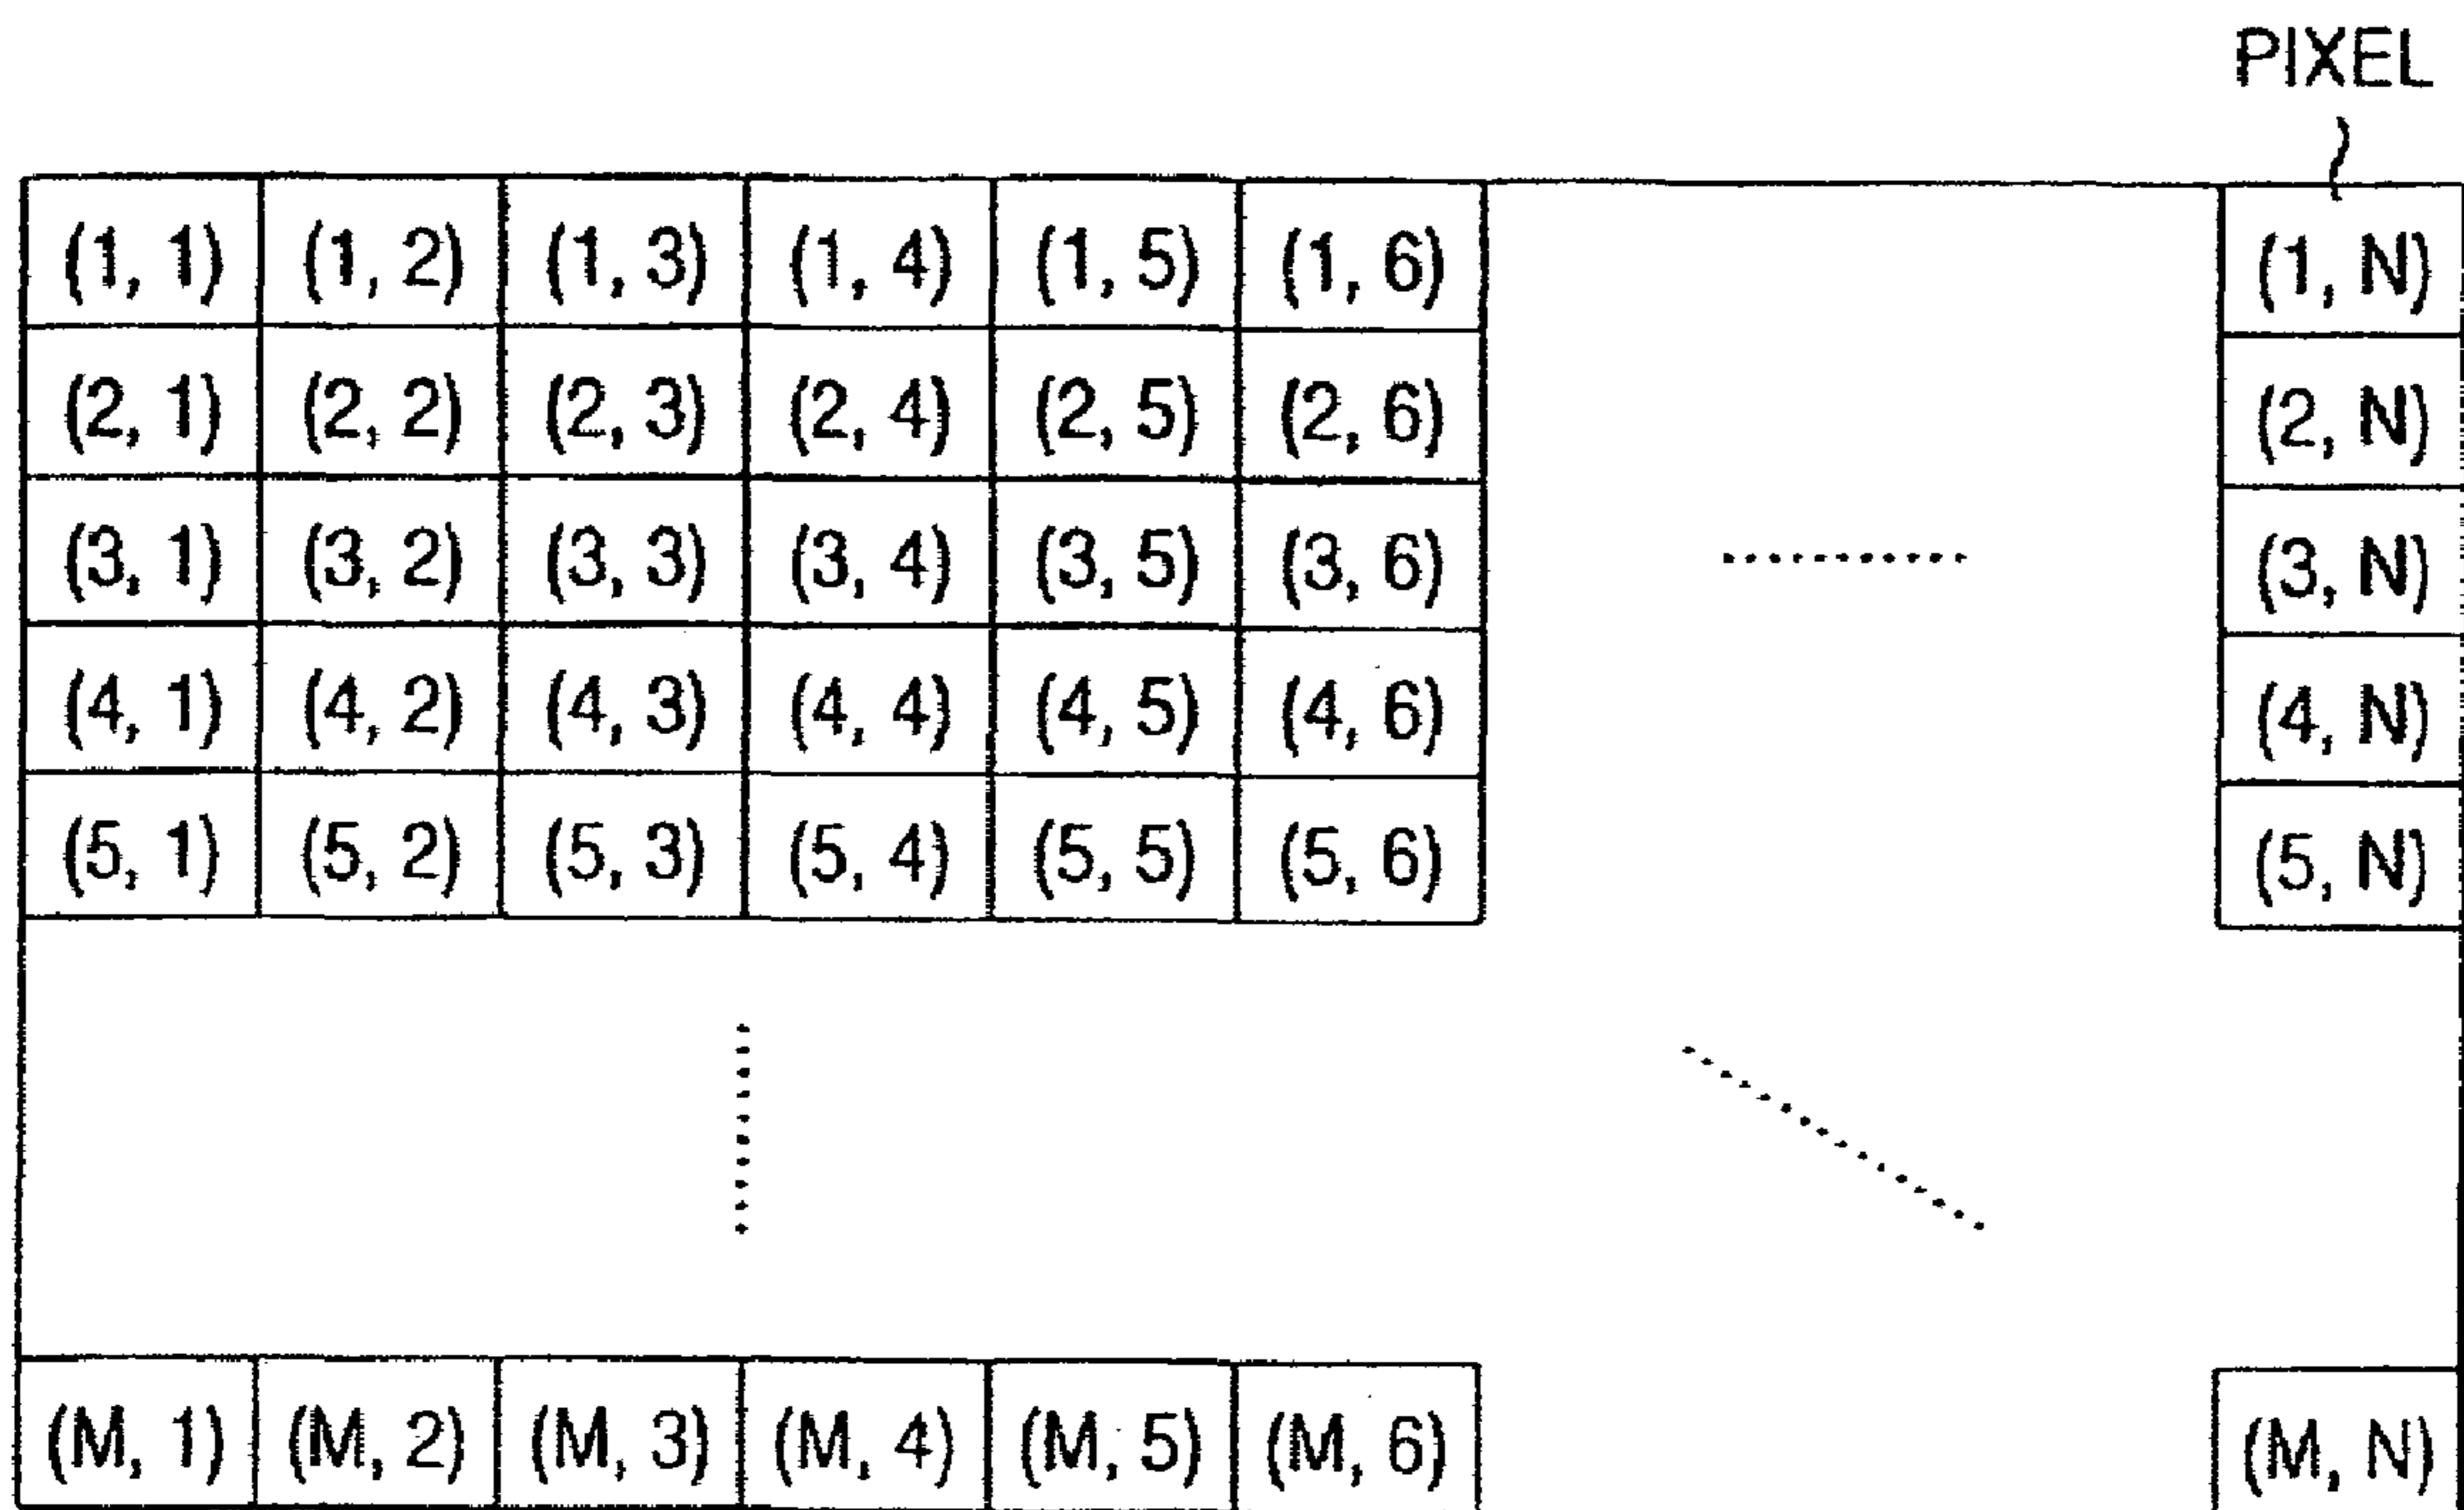 PIXEL
(1, 1) (1, 2) (1, 3) (1, 4) (1, 5) (1, 6) (1, N)
(2, 1) (2, 2) (2, 3) (2, 4) (2, 5) (2, 6) (2, N)
(3, 1) (3, 2) (3, 3) (3, 4) (3, 5) (3, 6) (3, N)
(4, 1) (4, 2) (4, 3) (4, 4) (4, 5) (4, 6) (4, N)
(5, 1) (5, 2) (5, 3) (5, 4) (5, 5) (5, 6) (5, N)
(M, 1) (M, 2) (M, 3) (M, 4) (M, 5) (M, 6) (M, N)